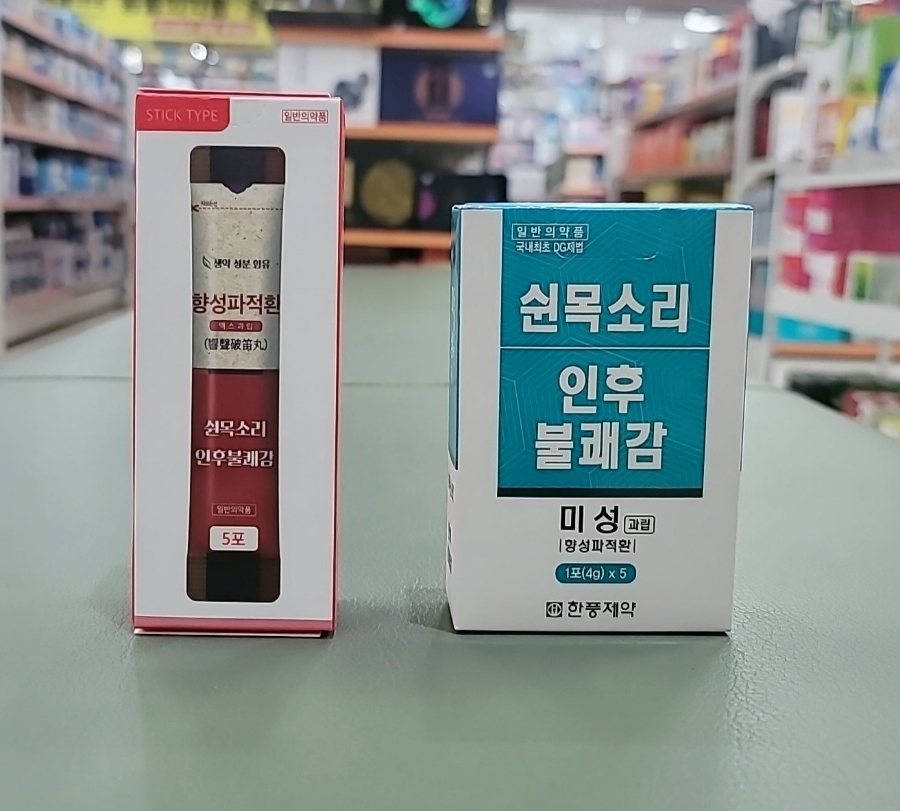 STICK TYPE
일반의약품
생약 성분 함유
향성파적환
엑스과립
(響聲破笛丸)
쉰목소리
인후불쾌감
일반의약품
5포
일반의약품
국내최초 DG제법
쉰목소리
인후
불쾌감
미성 과립
|향성파적환|
1포(4g) x 5
한풍제약